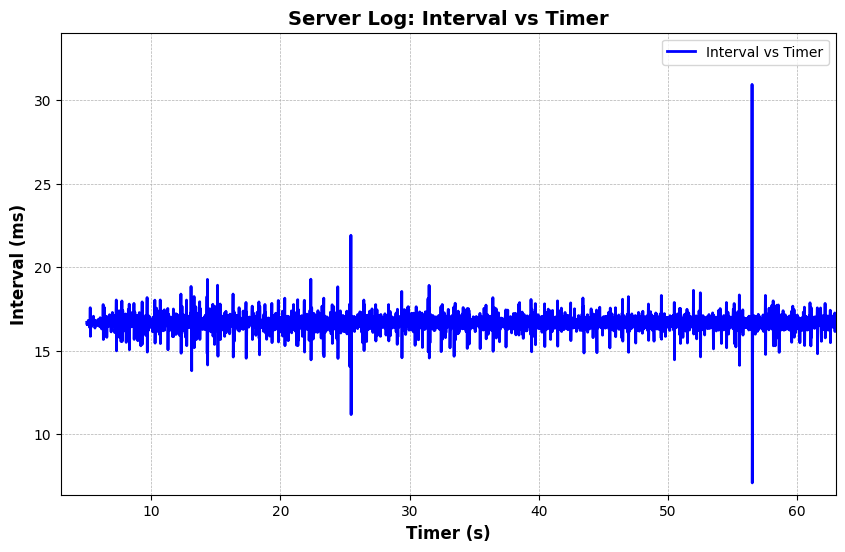 Server Log: Interval vs Timer
Interval vs Timer
30
25
20
15
10
Interval (ms)
10 20 30 40 50 60
Timer (s)